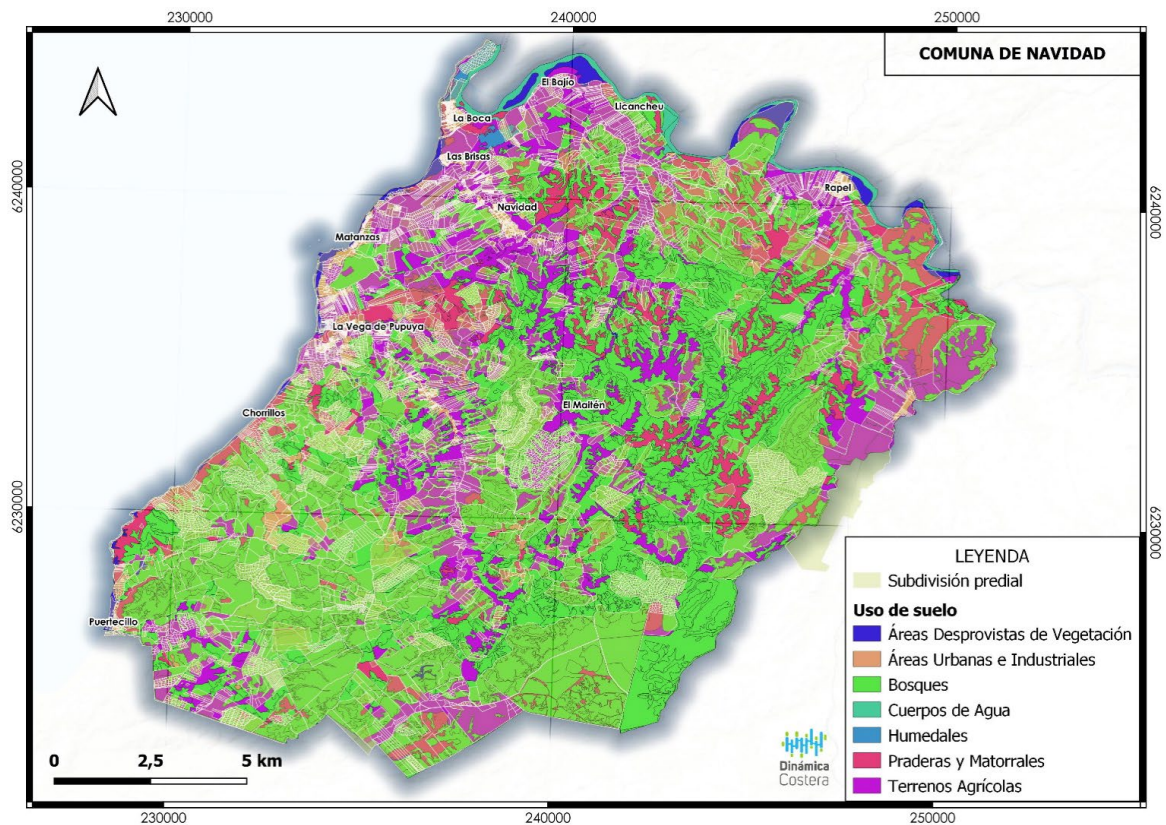 230000
240000
250000
COMUNA DE NAVIDAD
El Bajío
Licancheu
La Boca
Las Brisas
6240000
Rapel
6240000
Navidad
Matanzas
La Vega de Pupuya
El Maitén
Chorrillos
6230000
6230000
Puertecillo
LEYENDA
Subdivisión predial
Uso de suelo
Áreas Desprovistas de Vegetación
Áreas Urbanas e Industriales
Bosques
Cuerpos de Agua
Humedales
Praderas y Matorrales
Terrenos Agrícolas
Dinámica
Costera
0 2,5 5 km
230000
240000
250000